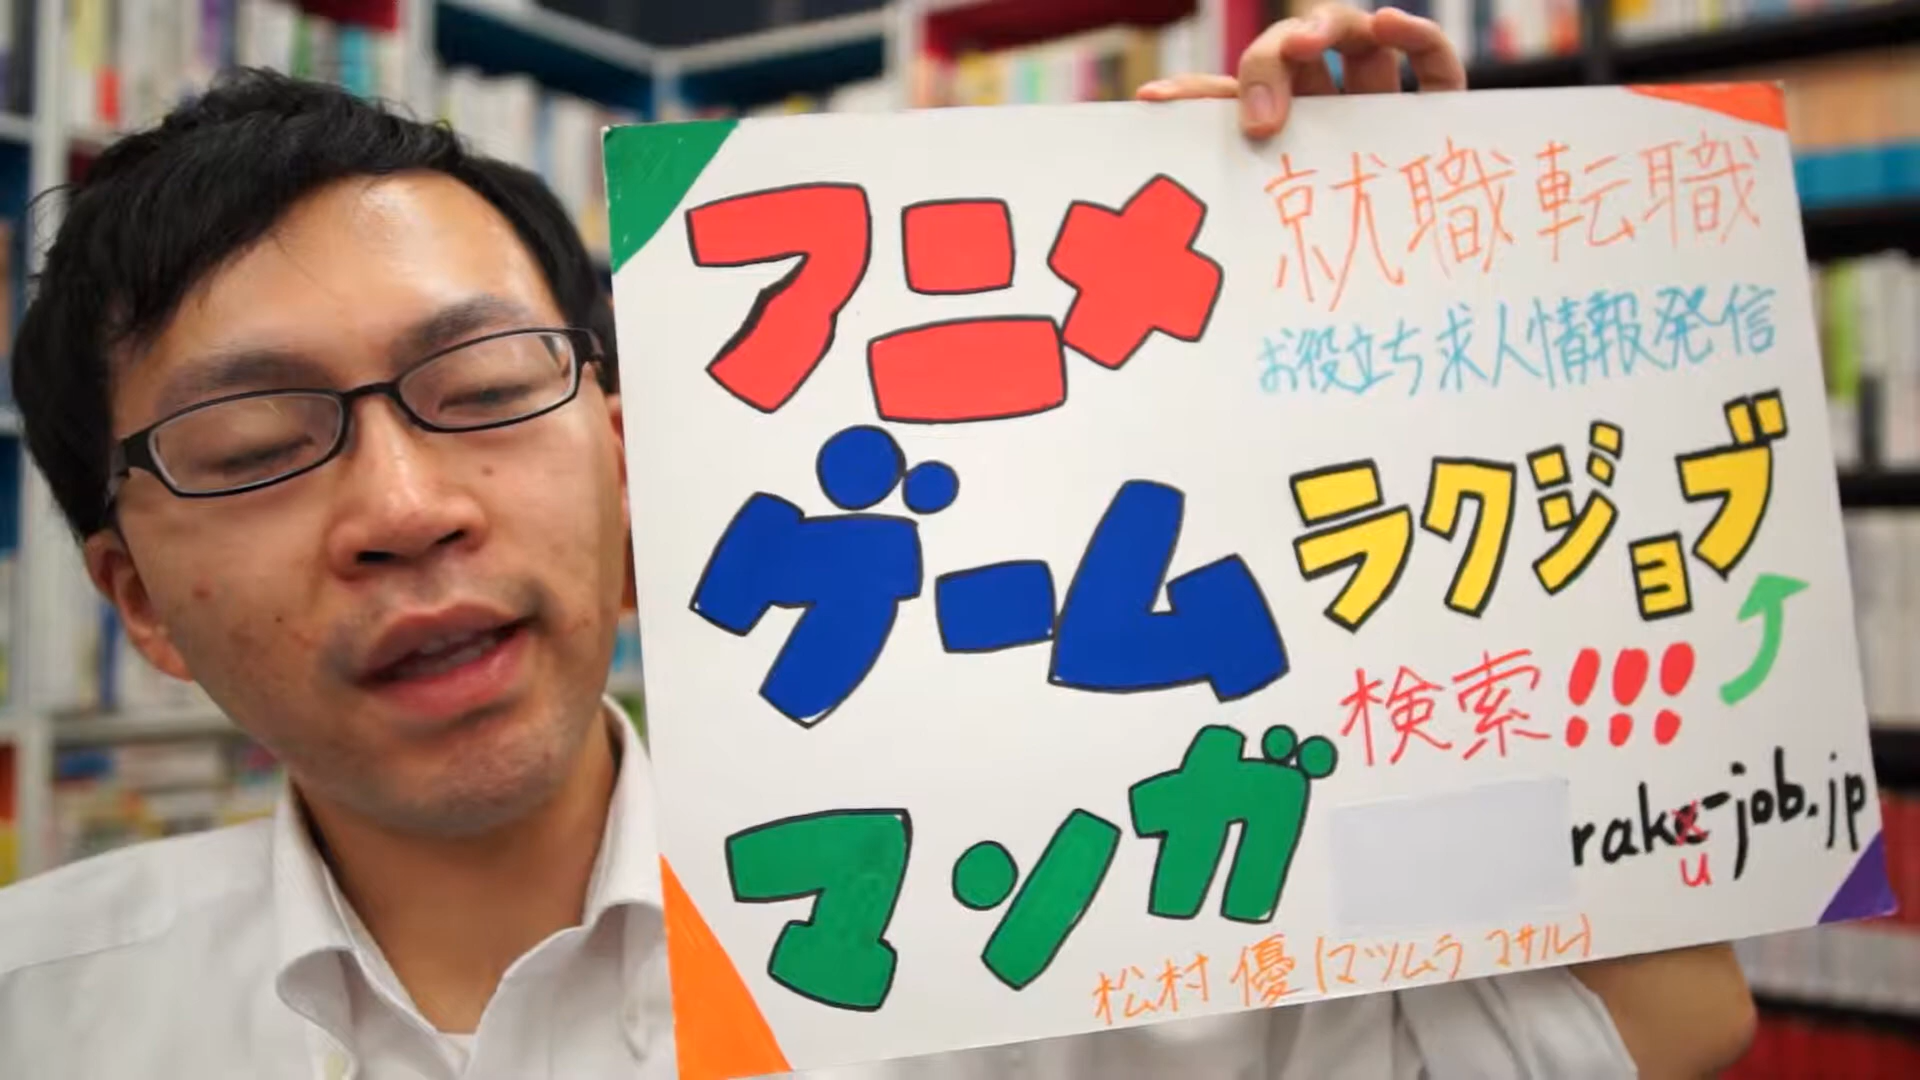 アニメ
ゲーム
マンガ
就職転職
お役立ち求人情報発信
ラクジョブ
検索!!!
rake-job.jp
u
松村 優(マツムラ マサル)